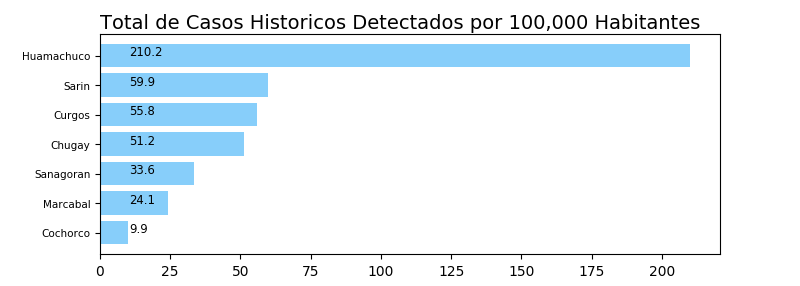 Total de Casos Historicos Detectados por 100,000 Habitantes
Huamachuco 210.2
Sarin 59.9
Curgos 55.8
Chugay 51.2
Sanagoran 33.6
Marcabal 24.1
Cochorco 9.9
0 25 50 75 100 125 150 175 200